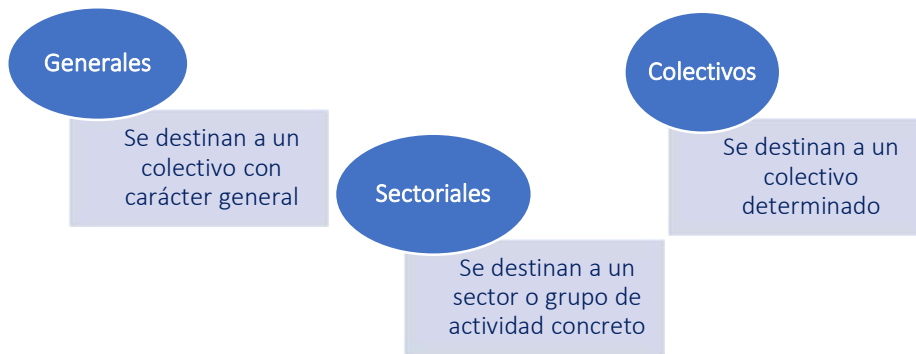 Generales
Se destinan a un
colectivo con
carácter general
Sectoriales
Se destinan a un
sector o grupo de
actividad concreto
Colectivos
Se destinan a un
colectivo
determinado